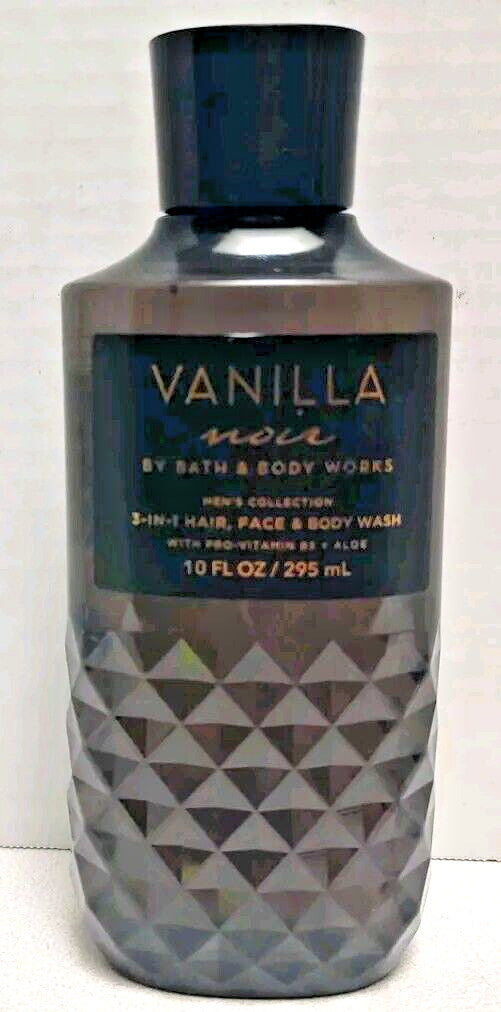 VANILLA
noir
BY BATH & BODY WORKS
MEN'S COLLECTION
3-IN-1 HAIR, FACE & BODY WASH
WITH PRO-VITAMIN B5 + ALOE
10 FL OZ / 295 mL